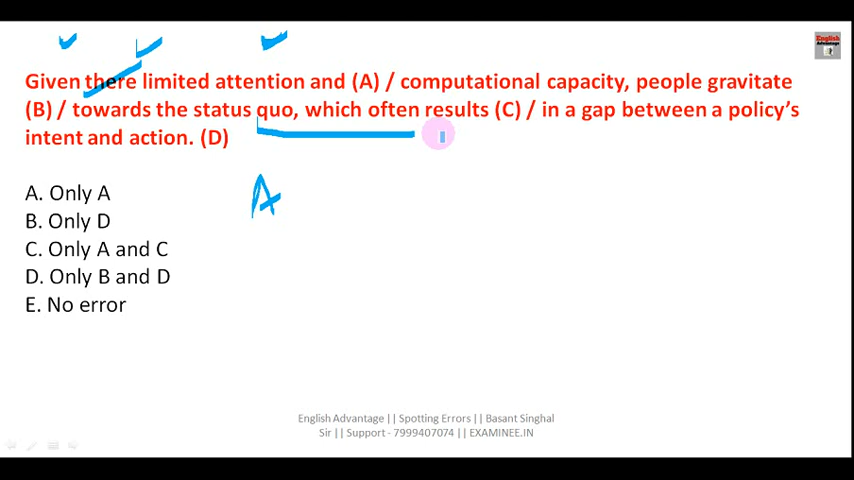 English
Advantage
Given there limited attention and (A) / computational capacity, people gravitate
(B) / towards the status quo, which often results (C) / in a gap between a policy's
intent and action. (D)
A. Only A
A
B. Only D
C. Only A and C
D. Only B and D
E. No error
English Advantage || Spotting Errors || Basant Singhal
Sir || Support - 7999407074 || EXAMINEE.IN